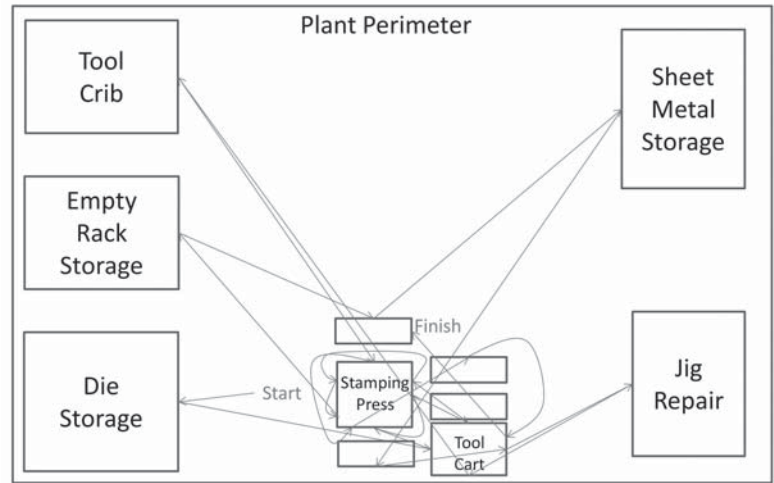 Plant Perimeter
Tool
Crib
Sheet
Metal
Storage
Empty
Rack
Storage
Finish
Stamping
Press
Start
Die
Storage
Tool
Cart
Jig
Repair